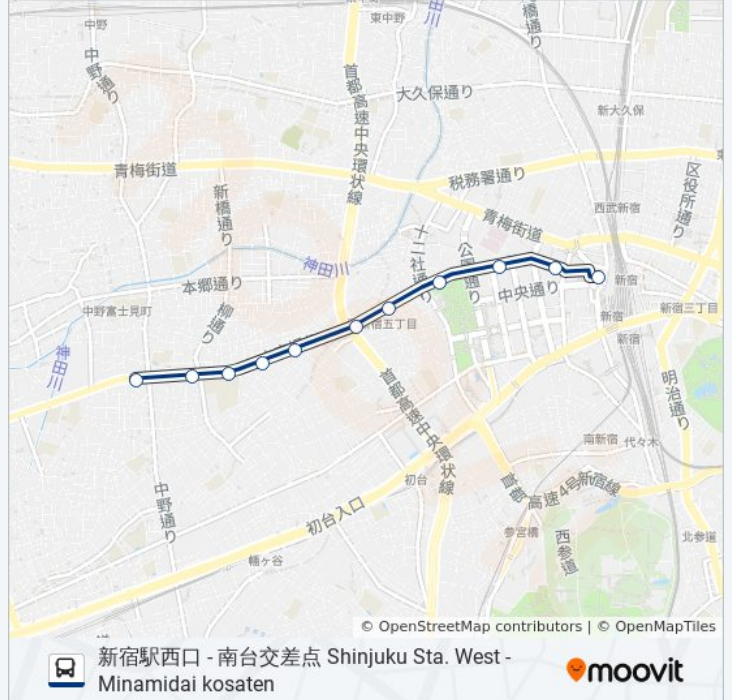 東中野
中野
中野通り
橋通り
川
首都高速中央環状線
大久保通り
新大久保
青梅街道
税務署通り
区役所通り
新橋通り
西武新宿
青梅街道
十二社通り
公園通り
神田川
本郷通り
中央通り
新宿
中野富士見町
柳通り
宿五丁目
新宿
新宿三丁目
新宿
神田川
首都高速中央環状線
明治通り
南新宿
代々木
初台
首都高速4号新宿線
中野通り
初台入口
参宮橋
西参道
北参道
幡ヶ谷
© OpenStreetMap contributors | © OpenMapTiles
新宿駅西口 - 南台交差点 Shinjuku Sta. West -
Minamidai kosaten
moovit